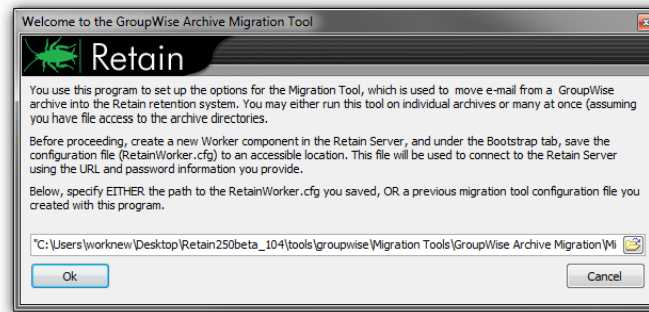 Welcome to the GroupWise Archive Migration Tool
Retain
You use this program to set up the options for the Migration Tool, which is used to move e-mail from a GroupWise
archive into the Retain retention system. You may either run this tool on individual archives or many at once (assuming
you have file access to the archive directories.
Before proceeding, create a new Worker component in the Retain Server, and under the Bootstrap tab, save the
configuration file (RetainWorker.cfg) to an accessible location. This file will be used to connect to the Retain Server
using the URL and password information you provide.
Below, specify EITHER the path to the RetainWorker.cfg you saved, OR a previous migration tool configuration file you
created with this program.
"C:\Users\worknew\Desktop\Retain250beta_104\tools\groupwise\Migration Tools\GroupWise Archive Migration\Mi
Ok
Cancel